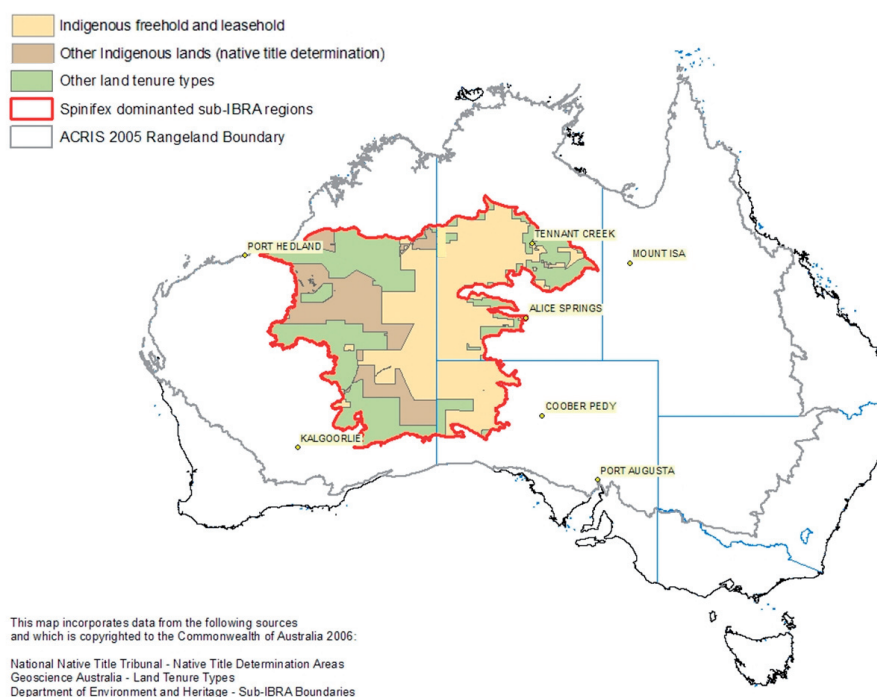 Indigenous freehold and leasehold
Other Indigenous lands (native title determination)
Other land tenure types
Spinifex dominanted sub-IBRA regions
ACRIS 2005 Rangeland Boundary
TENNANT CREEK
PORT HEDLAND
MOUNT ISA
ALICE SPRINGS
COOBER PEDY
KALGOORLIE
PORT AUGUSTA
This map incorporates data from the following sources
and which is copyrighted to the Commonwealth of Australia 2006:
National Native Title Tribunal - Native Title Determination Areas
Geoscience Australia - Land Tenure Types
Department of Environment and Heritage - Sub-IBRA Boundaries